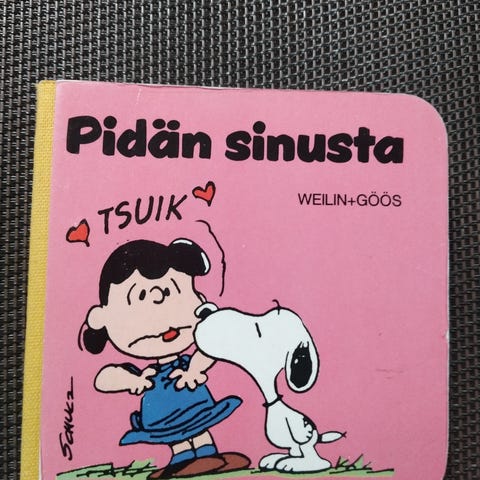 Pidän sinusta
WEILIN+GÖÖS
TSUIK
SCHULZ